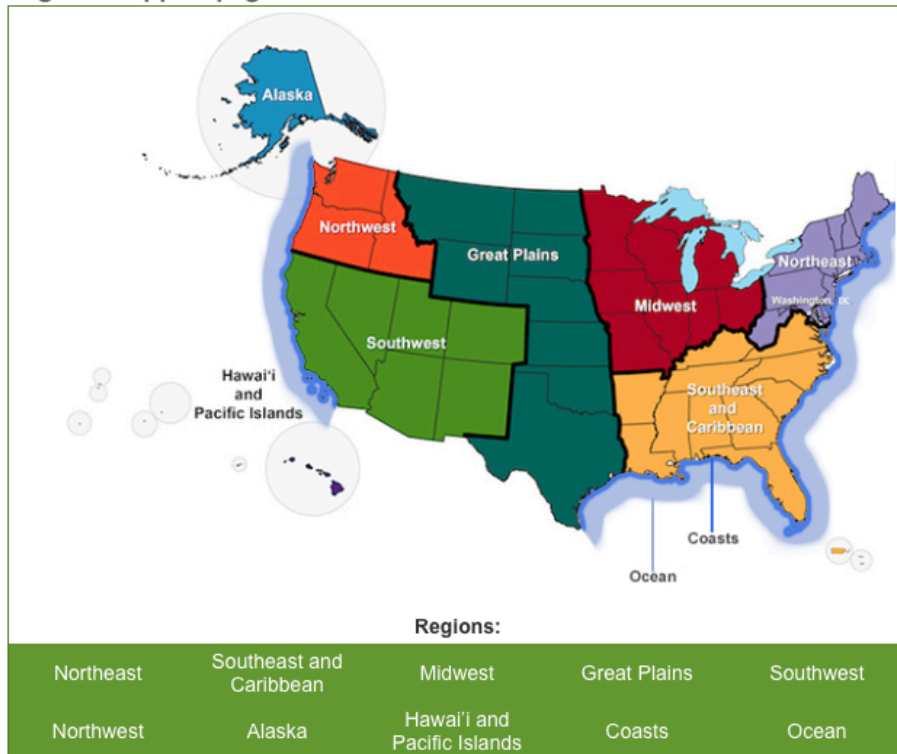 Alaska
Northwest
Great Plains
Northeast
Washington, DC
Midwest
Southwest
Hawai'i
and
Pacific Islands
Southeast
and
Caribbean
Coasts
Ocean
Regions:
Northeast
Southeast and
Caribbean
Midwest
Great Plains
Southwest
Northwest
Alaska
Hawai'i and
Pacific Islands
Coasts
Ocean